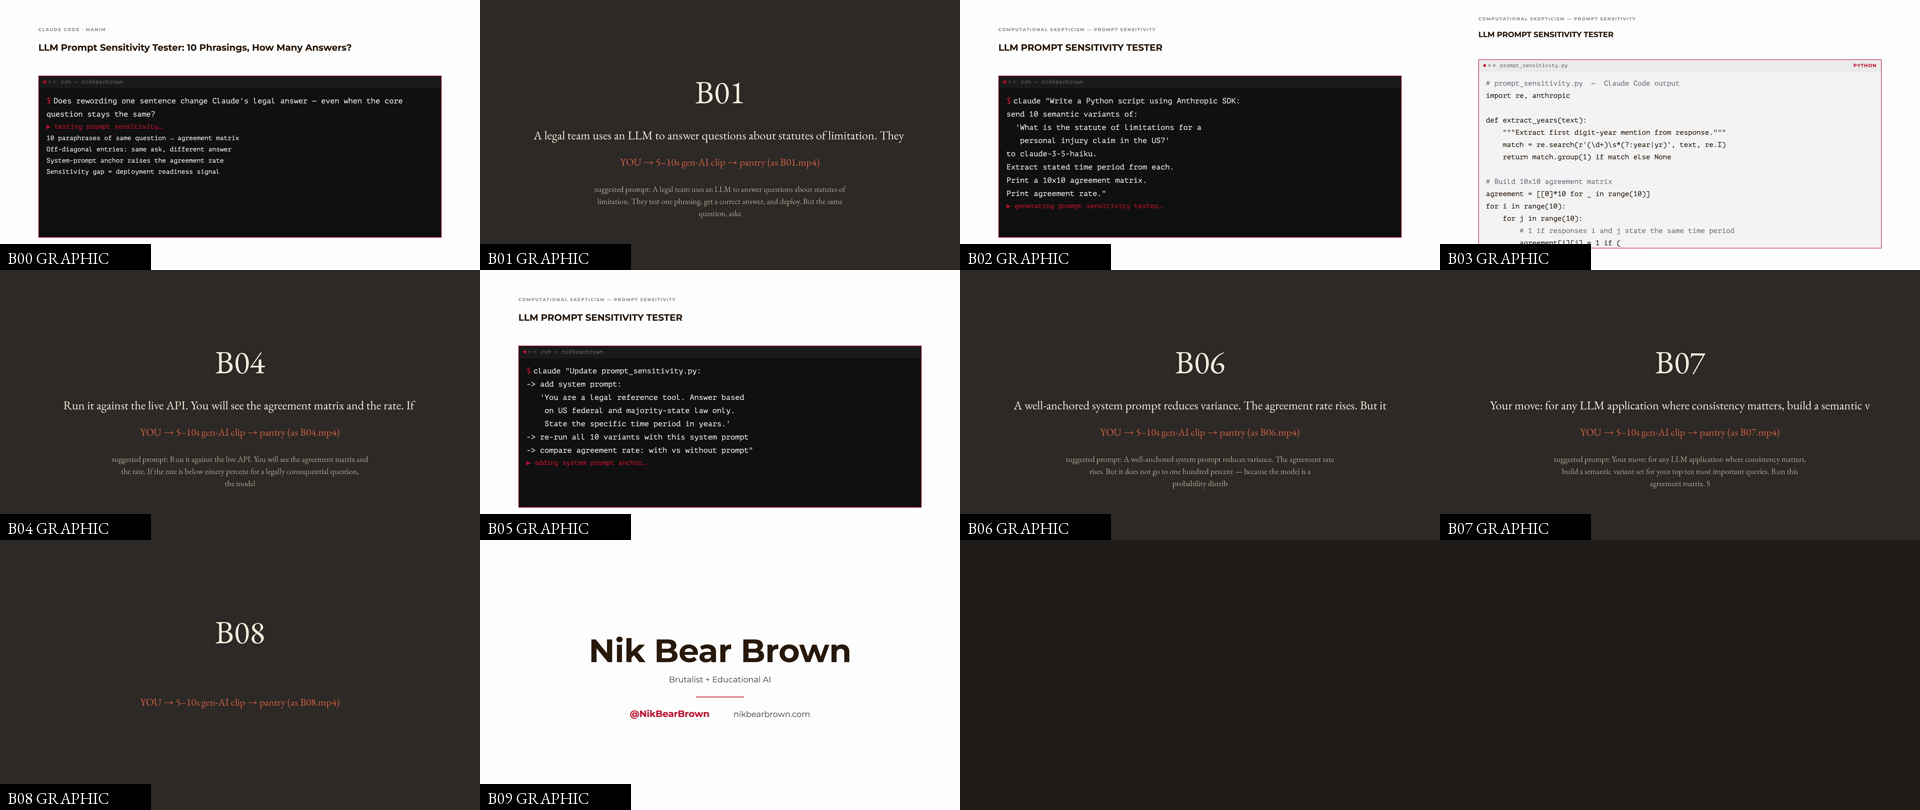 CLAUDE CODE · MANIM
LLM Prompt Sensitivity Tester: 10 Phrasings, How Many Answers?
zsh — nikbearbrown
$ Does rewording one sentence change Claude's legal answer — even when the core
question stays the same?
▶ testing prompt sensitivity…
10 paraphrases of same question → agreement matrix
Off-diagonal entries: same ask, different answer
System-prompt anchor raises the agreement rate
Sensitivity gap = deployment readiness signal
B00 GRAPHIC
B01
A legal team uses an LLM to answer questions about statutes of limitation. They
YOU → 5–10s gen-AI clip → pantry (as B01.mp4)
suggested prompt: A legal team uses an LLM to answer questions about statutes of
limitation. They test one phrasing, get a correct answer, and deploy. But the same
question, aske
B01 GRAPHIC
COMPUTATIONAL SKEPTICISM — PROMPT SENSITIVITY
LLM PROMPT SENSITIVITY TESTER
zsh — nikbearbrown
$ claude "Write a Python script using Anthropic SDK:
send 10 semantic variants of:
'What is the statute of limitations for a
personal injury claim in the US?'
to claude-3-5-haiku.
Extract stated time period from each.
Print a 10x10 agreement matrix.
Print agreement rate."
▶ generating prompt sensitivity tester…
B02 GRAPHIC
COMPUTATIONAL SKEPTICISM — PROMPT SENSITIVITY
LLM PROMPT SENSITIVITY TESTER
prompt_sensitivity.py
PYTHON
# prompt_sensitivity.py — Claude Code output
import re, anthropic
def extract_years(text):
"""Extract first digit-year mention from response."""
match = re.search(r'(\d+)\s*(?:year|yr)', text, re.I)
return match.group(1) if match else None
# Build 10x10 agreement matrix
agreement = [[0]*10 for _ in range(10)]
for i in range(10):
for j in range(10):
# 1 if responses i and j state the same time period
agreement[i][j] = 1 if (
B03 GRAPHIC
B04
Run it against the live API. You will see the agreement matrix and the rate. If
YOU → 5–10s gen-AI clip → pantry (as B04.mp4)
suggested prompt: Run it against the live API. You will see the agreement matrix and
the rate. If the rate is below ninety percent for a legally consequential question,
the model
B04 GRAPHIC
COMPUTATIONAL SKEPTICISM — PROMPT SENSITIVITY
LLM PROMPT SENSITIVITY TESTER
zsh — nikbearbrown
$ claude "Update prompt_sensitivity.py:
-> add system prompt:
'You are a legal reference tool. Answer based
on US federal and majority-state law only.
State the specific time period in years.'
-> re-run all 10 variants with this system prompt
-> compare agreement rate: with vs without prompt"
▶ adding system prompt anchor…
B05 GRAPHIC
B06
A well-anchored system prompt reduces variance. The agreement rate rises. But it
YOU → 5–10s gen-AI clip → pantry (as B06.mp4)
suggested prompt: A well-anchored system prompt reduces variance. The agreement rate
rises. But it does not go to one hundred percent — because the model is a
probability distrib
B06 GRAPHIC
B07
Your move: for any LLM application where consistency matters, build a semantic v
YOU → 5–10s gen-AI clip → pantry (as B07.mp4)
suggested prompt: Your move: for any LLM application where consistency matters,
build a semantic variant set for your top ten most important queries. Run this
agreement matrix. S
B07 GRAPHIC
B08
YOU → 5–10s gen-AI clip → pantry (as B08.mp4)
B08 GRAPHIC
Nik Bear Brown
Brutalist + Educational AI
@NikBearBrown nikbearbrown.com
B09 GRAPHIC